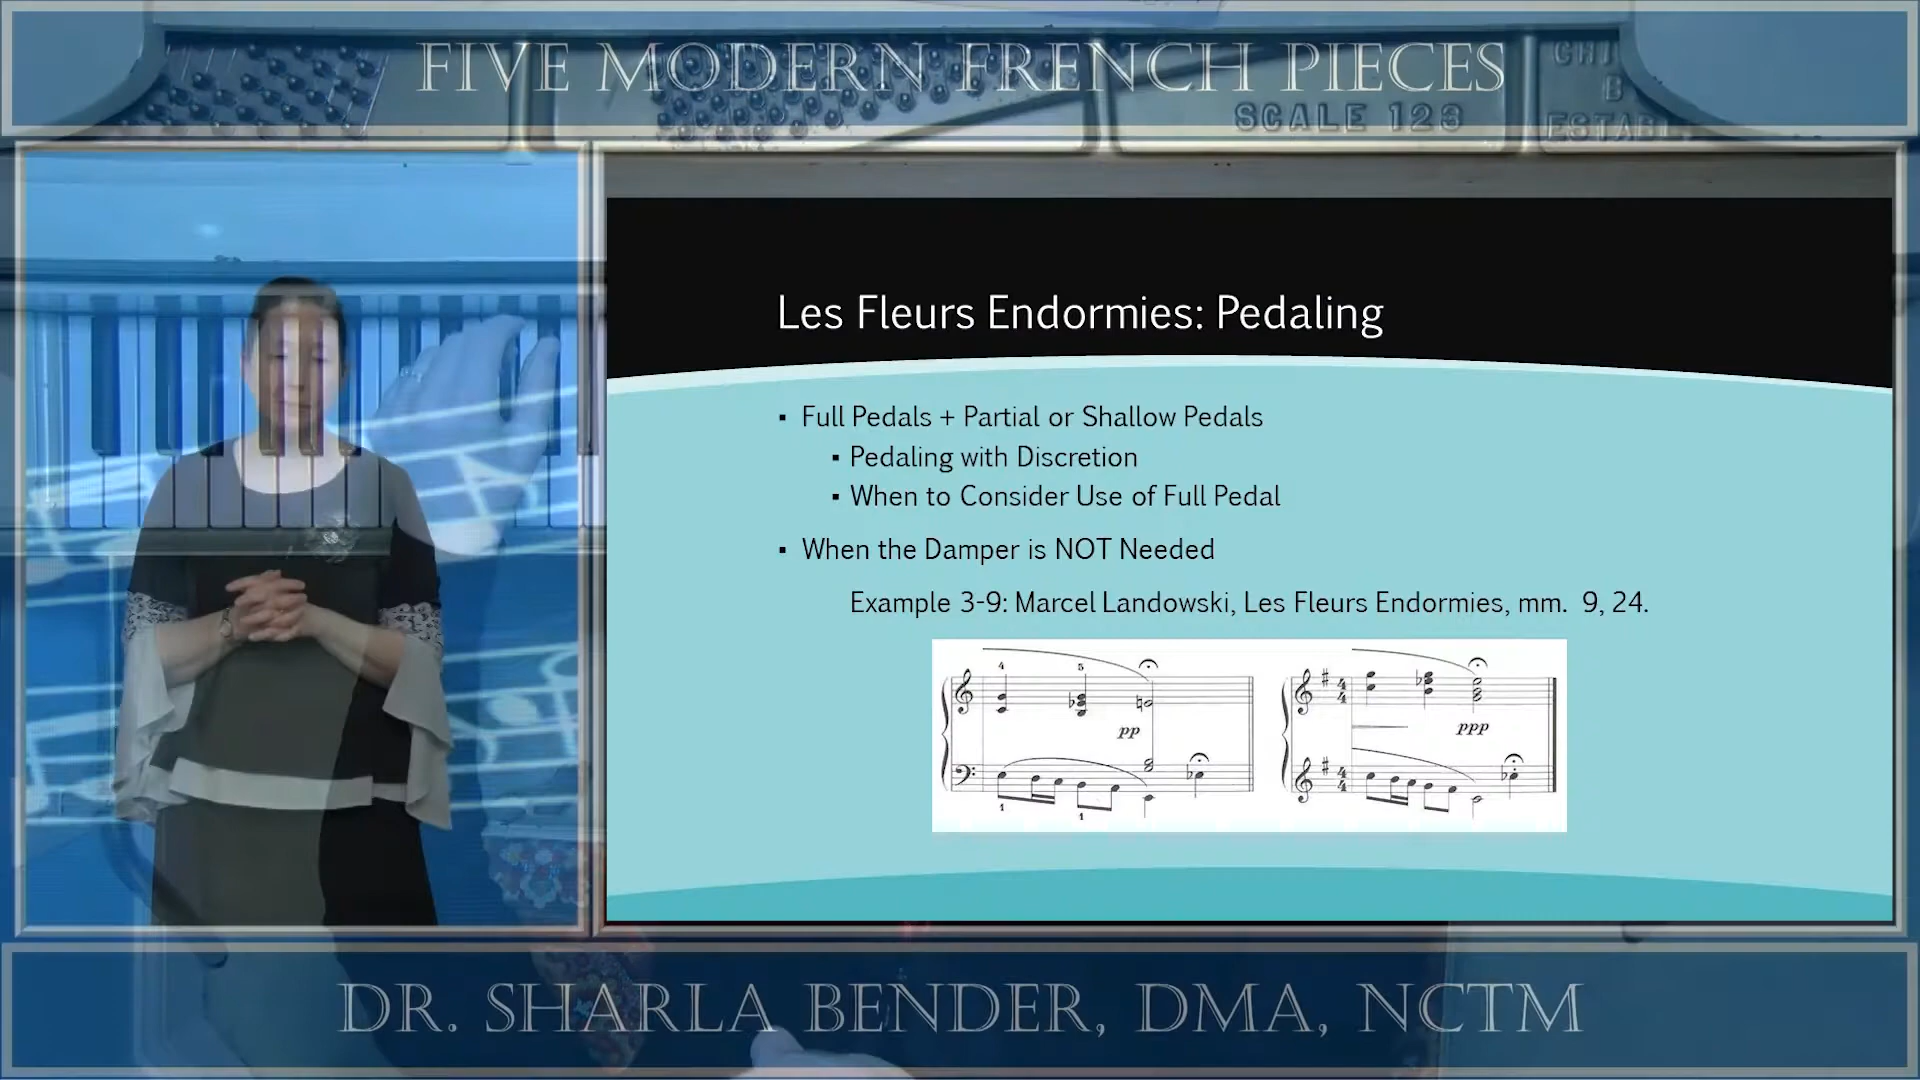 FIVE MODERN FRENCH PIECES
SCALE 123
Les Fleurs Endormies: Pedaling
▪ Full Pedals + Partial or Shallow Pedals
▪ Pedaling with Discretion
▪ When to Consider Use of Full Pedal
▪ When the Damper is NOT Needed
Example 3-9: Marcel Landowski, Les Fleurs Endormies, mm. 9, 24.
4 5
pp
ppp
1 1
DR. SHARLA BENDER, DMA, NCTM